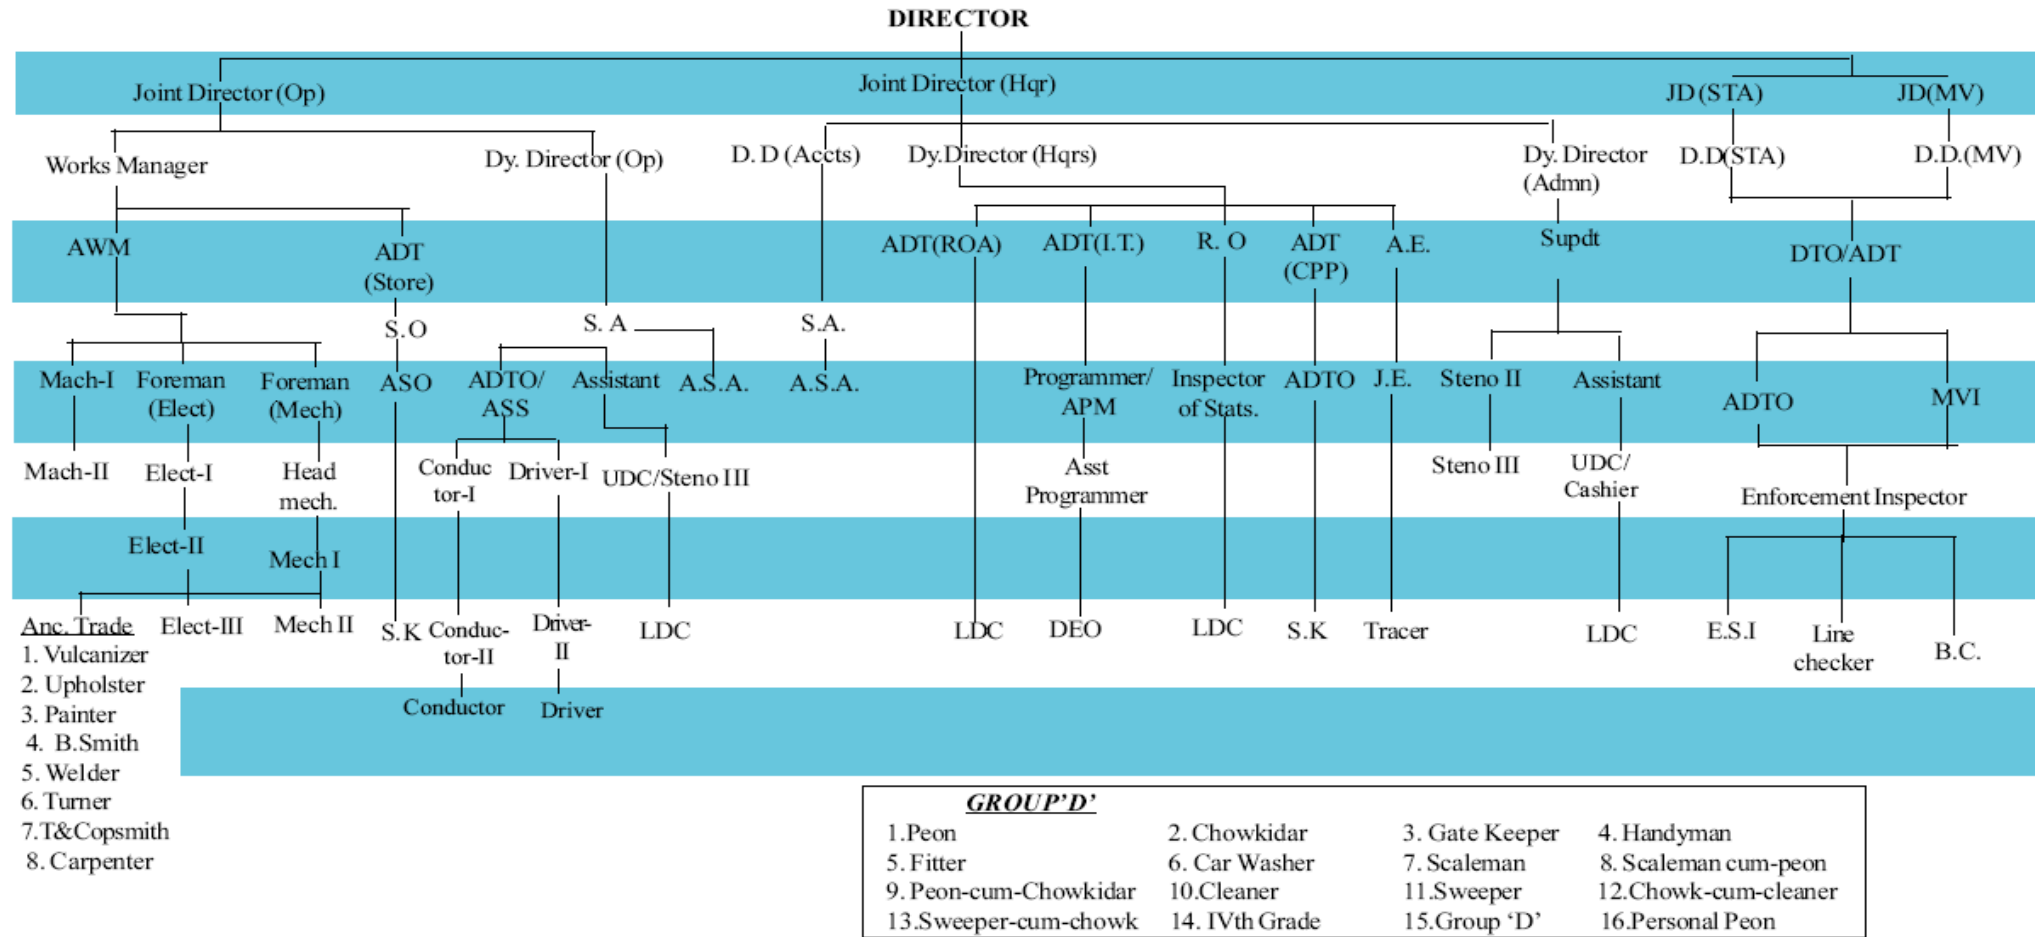 DIRECTOR
Joint Director (Op)
Joint Director (Hqr)
JD (STA)
JD(MV)
Works Manager
Dy. Director (Op)
D. D (Accts)
Dy.Director (Hqrs)
Dy. Director
(Admn)
D.D(STA)
D.D.(MV)
AWM
ADT
(Store)
ADT(ROA)
ADT(I.T.)
R. O
ADT
(CPP)
A.E.
Supdt
DTO/ADT
S.O
S. A
S.A.
Mach-I
Foreman
(Elect)
Foreman
(Mech)
ASO
ADTO/
ASS
Assistant
A.S.A.
A.S.A.
Programmer/
APM
Inspector
of Stats.
ADTO
J.E.
Steno II
Assistant
ADTO
MVI
Mach-II
Elect-I
Head
mech.
Conduc
tor-I
Driver-I
UDC/Steno III
Asst
Programmer
Steno III
UDC/
Cashier
Enforcement Inspector
Elect-II
Mech I
Anc. Trade
Elect-III
Mech II
S.K
Conduc-
tor-II
Driver-
II
LDC
LDC
DEO
LDC
S.K
Tracer
LDC
E.S.I
Line
checker
B.C.
1. Vulcanizer
2. Upholster
3. Painter
4. B.Smith
5. Welder
6. Turner
7.T&Copsmith
8. Carpenter
Conductor
Driver
GROUP'D'
1.Peon 2. Chowkidar 3. Gate Keeper 4. Handyman
5. Fitter 6. Car Washer 7. Scaleman 8. Scaleman cum-peon
9. Peon-cum-Chowkidar 10.Cleaner 11.Sweeper 12.Chowk-cum-cleaner
13.Sweeper-cum-chowk 14. IVth Grade 15.Group ‘D’ 16.Personal Peon